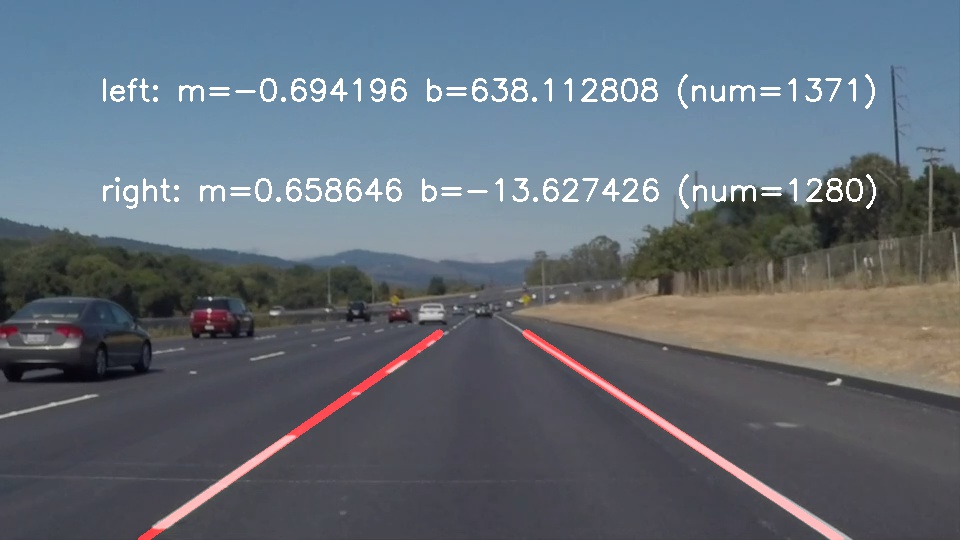 left: m=-0.694196 b=638.112808 (num=1371)
right: m=0.658646 b=-13.627426 (num=1280)